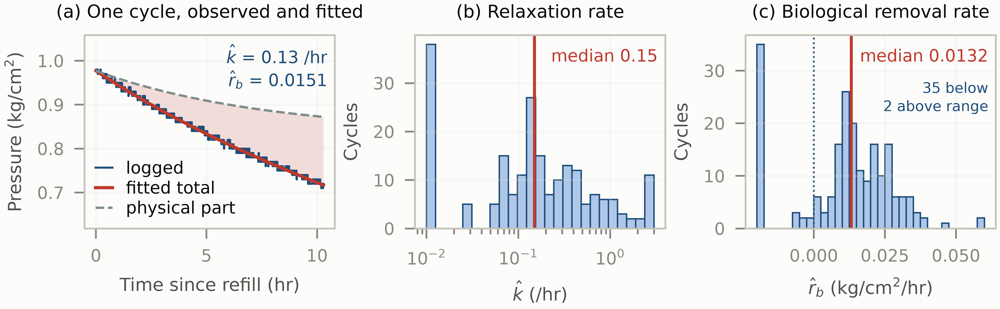 (a) One cycle, observed and fitted
Pressure (kg/cm²)
1.0
0.9
0.8
0.7
k̂ = 0.13 /hr
r̂_b = 0.0151
logged
fitted total
physical part
0
5
10
Time since refill (hr)
(b) Relaxation rate
Cycles
30
20
10
0
median 0.15
10⁻²
10⁻¹
10⁰
k̂ (/hr)
(c) Biological removal rate
Cycles
30
20
10
0
median 0.0132
35 below
2 above range
0.000
0.025
0.050
r̂_b (kg/cm²/hr)